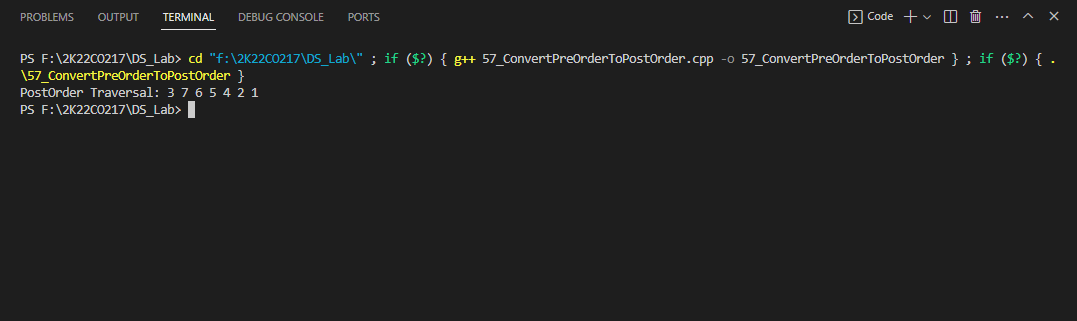 PROBLEMS OUTPUT TERMINAL DEBUG CONSOLE PORTS Code
PS F:\2K22CO217\DS_Lab> cd "f:\2K22CO217\DS_Lab\" ; if ($?) { g++ 57_ConvertPreOrderToPostOrder.cpp -o 57_ConvertPreOrderToPostOrder } ; if ($?) { .
\57_ConvertPreOrderToPostOrder }
PostOrder Traversal: 3 7 6 5 4 2 1
PS F:\2K22CO217\DS_Lab>